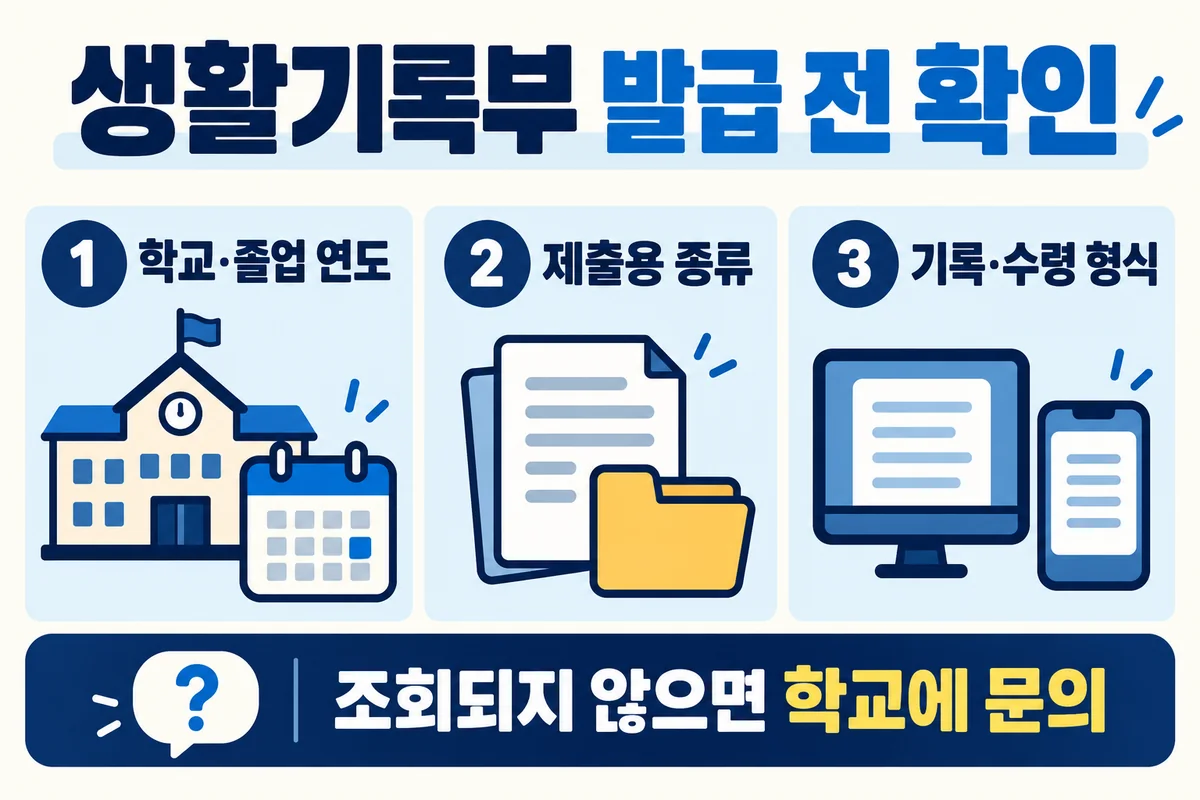 생활기록부 발급 전 확인
1 학교·졸업 연도
2 제출용 종류
3 기록·수령 형식
? 조회되지 않으면 학교에 문의